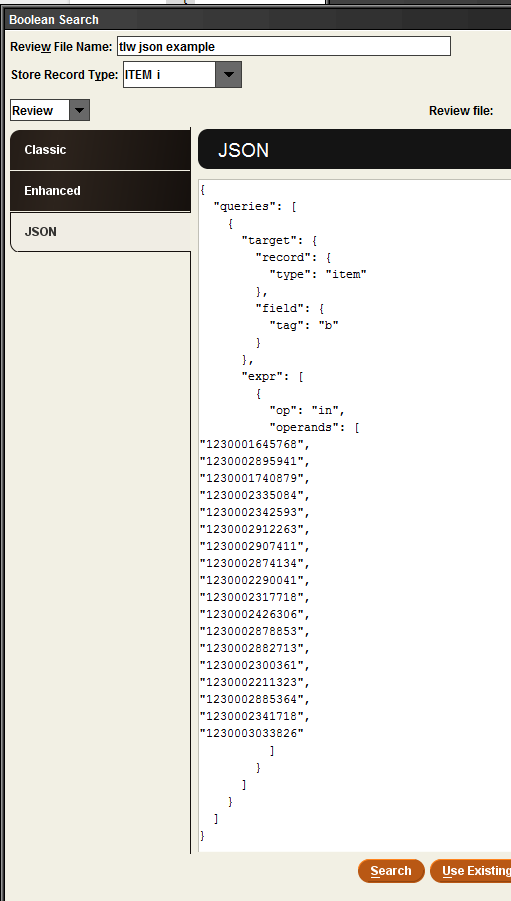 Boolean Search
Review File Name: tlw json example
Store Record Type: ITEM i
Review
Review file:
Classic
Enhanced
JSON
JSON
{
  "queries": [
    {
      "target": {
        "record": {
          "type": "item"
        },
        "field": {
          "tag": "b"
        }
      },
      "expr": [
        {
          "op": "in",
          "operands": [
"1230001645768",
"1230002895941",
"1230001740879",
"1230002335084",
"1230002342593",
"1230002912263",
"1230002907411",
"1230002874134",
"1230002290041",
"1230002317718",
"1230002426306",
"1230002878853",
"1230002882713",
"1230002300361",
"1230002211323",
"1230002885364",
"1230002341718",
"1230003033826"
          ]
        }
      ]
    }
  ]
}
Search
Use Existing